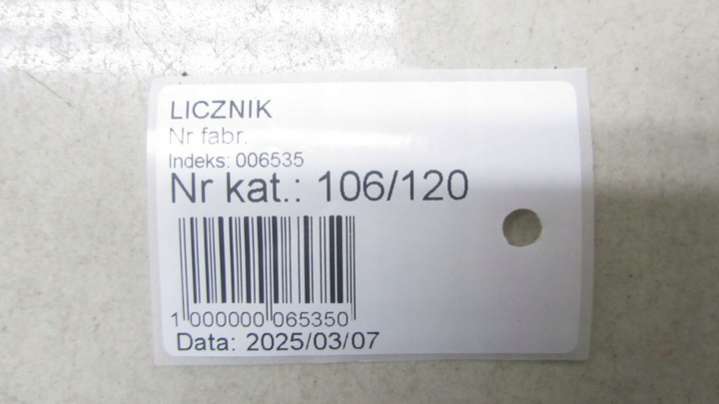 LICZNIK
Nr fabr.
Indeks: 006535
Nr kat.: 106/120
1 000000 065350
Data: 2025/03/07